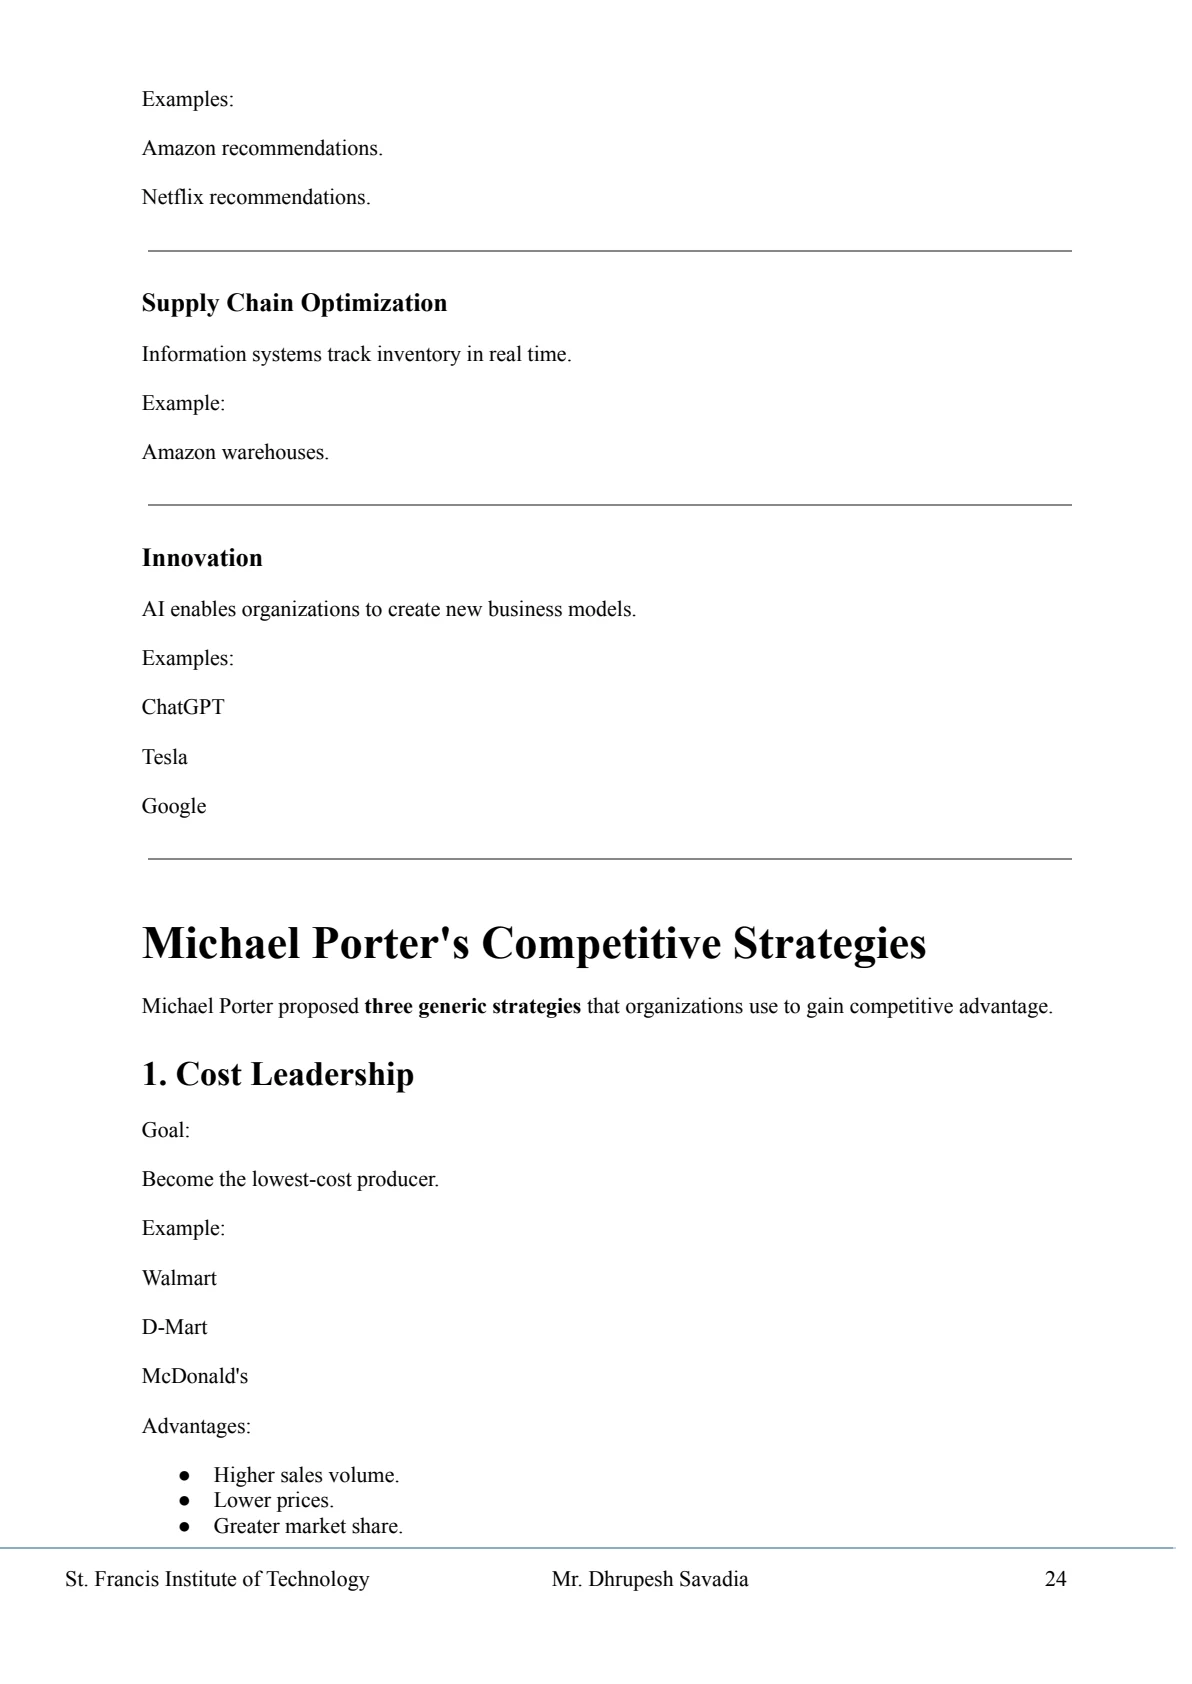 Examples:
Amazon recommendations.
Netflix recommendations.
Supply Chain Optimization
Information systems track inventory in real time.
Example:
Amazon warehouses.
Innovation
AI enables organizations to create new business models.
Examples:
ChatGPT
Tesla
Google
Michael Porter's Competitive Strategies
Michael Porter proposed three generic strategies that organizations use to gain competitive advantage.
1. Cost Leadership
Goal:
Become the lowest-cost producer.
Example:
Walmart
D-Mart
McDonald's
Advantages:
● Higher sales volume.
● Lower prices.
● Greater market share.
St. Francis Institute of Technology Mr. Dhrupesh Savadia 24